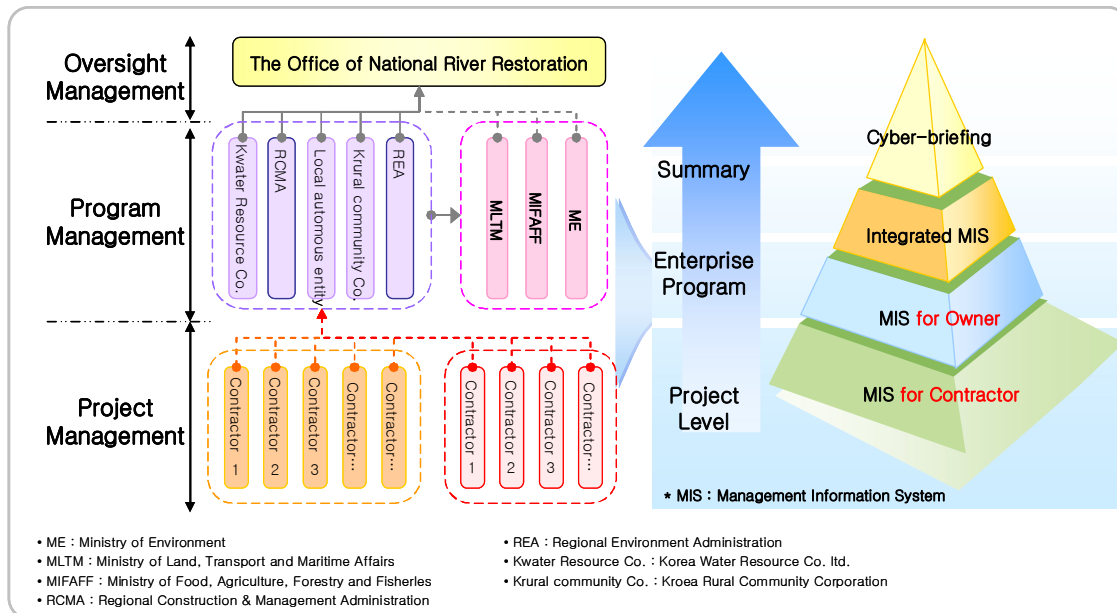 Oversight
Management
The Office of National River Restoration
Program
Management
Kwater Resource Co.
RCMA
Local automous entity
Krural community Co.
REA
MLTM
MIFAFF
ME
Project
Management
Contractor 1
Contractor 2
Contractor 3
Contractor…
Contractor…
Contractor 1
Contractor 2
Contractor 3
Contractor…
Summary
Enterprise
Program
Project
Level
Cyber-briefing
Integrated MIS
MIS for Owner
MIS for Contractor
* MIS : Management Information System
• ME : Ministry of Environment
• MLTM : Ministry of Land, Transport and Maritime Affairs
• MIFAFF : Ministry of Food, Agriculture, Forestry and Fisheries
• RCMA : Regional Construction & Management Administration
• REA : Regional Environment Administration
• Kwater Resource Co. : Korea Water Resource Co. ltd.
• Krural community Co. : Kroea Rural Community Corporation